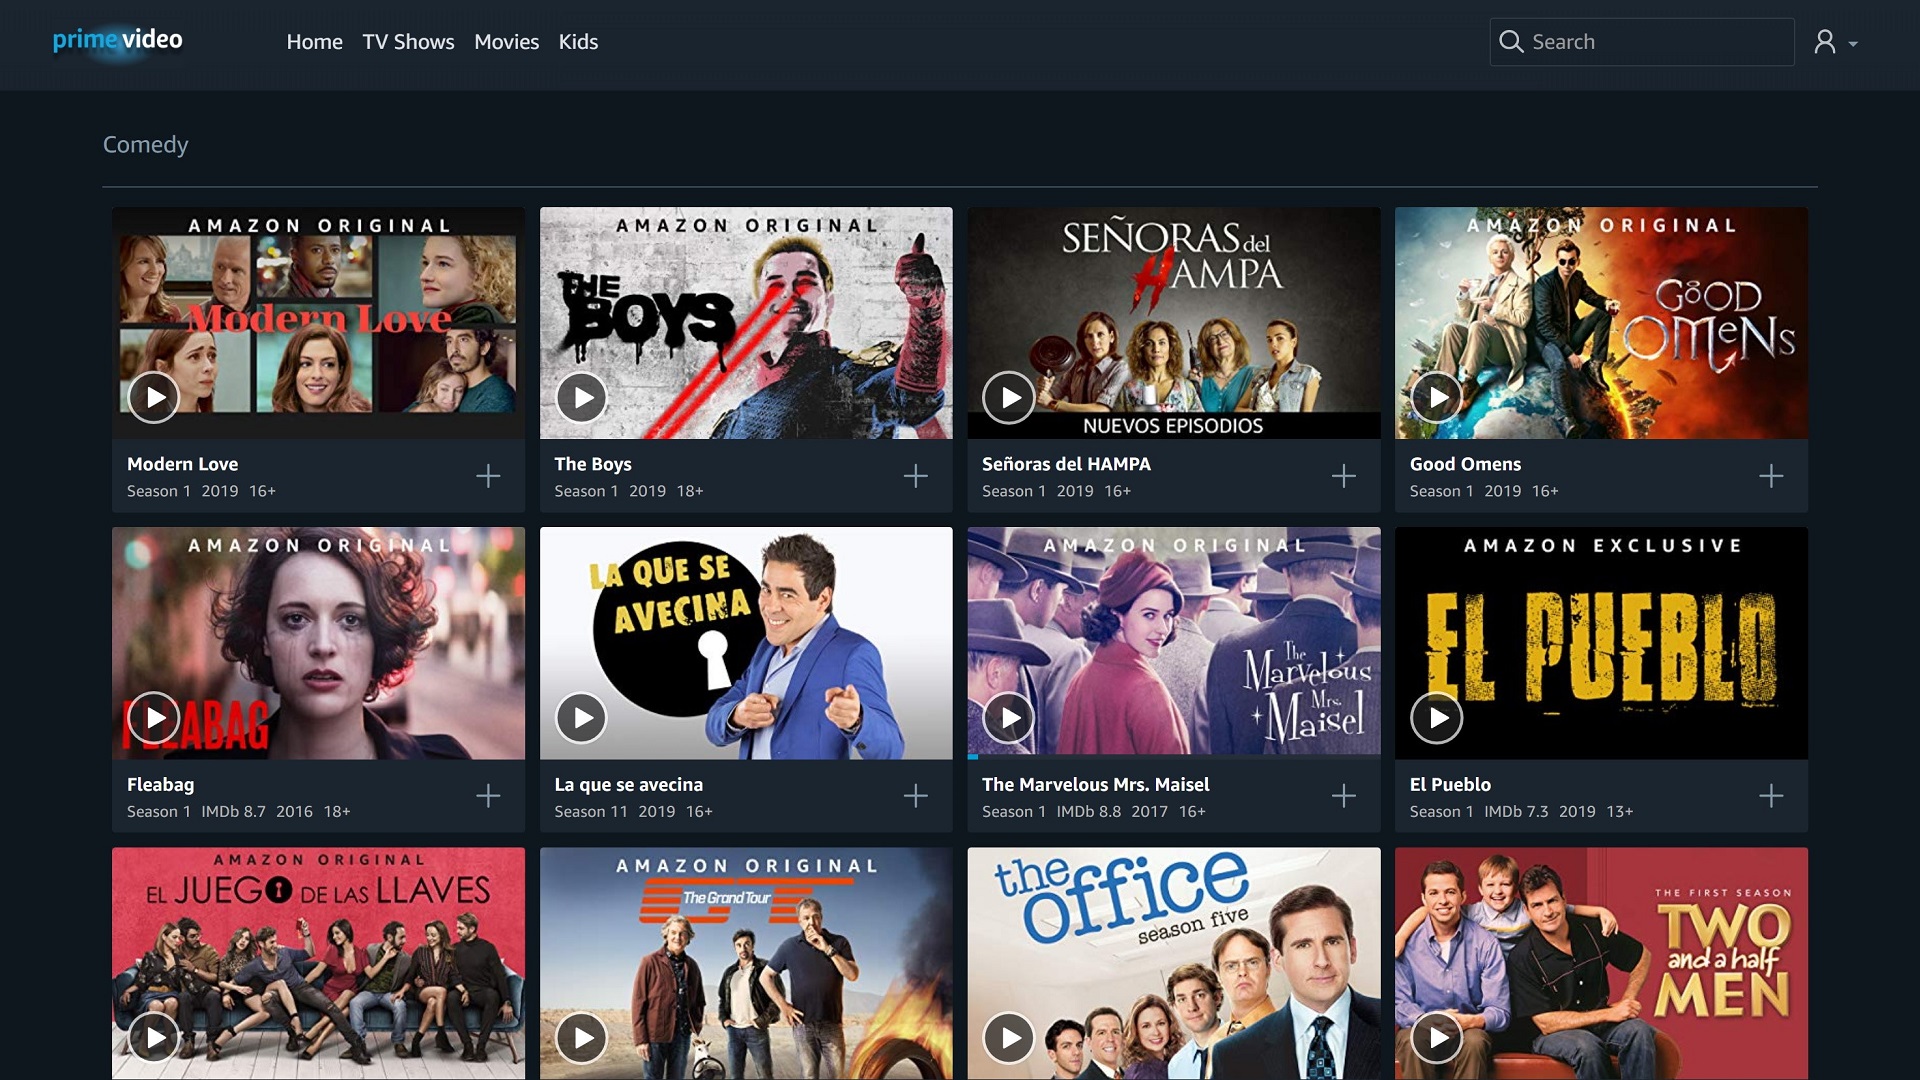 prime video
Home TV Shows Movies Kids
Search
Comedy
AMAZON ORIGINAL
Modern Love
AMAZON ORIGINAL
THE BOYS
SEÑORAS del HAMPA
NUEVOS EPISODIOS
AMAZON ORIGINAL
GOOD OMENS
Modern Love
Season 1 2019 16+
The Boys
Season 1 2019 18+
Señoras del HAMPA
Season 1 2019 16+
Good Omens
Season 1 2019 16+
AMAZON ORIGINAL
FLEABAG
LA QUE SE
AVECINA
AMAZON ORIGINAL
The
Marvelous
Mrs.
Maisel
AMAZON EXCLUSIVE
EL PUEBLO
Fleabag
Season 1 IMDb 8.7 2016 18+
La que se avecina
Season 11 2019 16+
The Marvelous Mrs. Maisel
Season 1 IMDb 8.8 2017 16+
El Pueblo
Season 1 IMDb 7.3 2019 13+
AMAZON ORIGINAL
EL JUEGO DE LAS LLAVES
AMAZON ORIGINAL
The Grand Tour
the
office
season five
THE FIRST SEASON
TWO
and a half
MEN